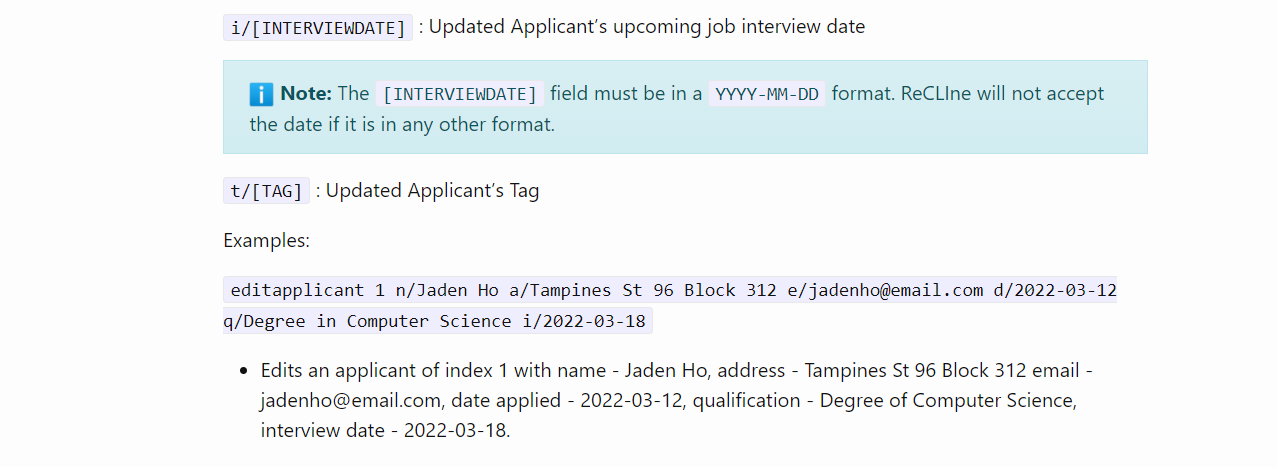 i/[INTERVIEWDATE] : Updated Applicant’s upcoming job interview date
Note: The [INTERVIEWDATE] field must be in a YYYY-MM-DD format. ReCLIne will not accept
the date if it is in any other format.
t/[TAG] : Updated Applicant’s Tag
Examples:
editapplicant 1 n/Jaden Ho a/Tampines St 96 Block 312 e/jadenho@email.com d/2022-03-12
q/Degree in Computer Science i/2022-03-18
• Edits an applicant of index 1 with name - Jaden Ho, address - Tampines St 96 Block 312 email -
jadenho@email.com, date applied - 2022-03-12, qualification - Degree of Computer Science,
interview date - 2022-03-18.